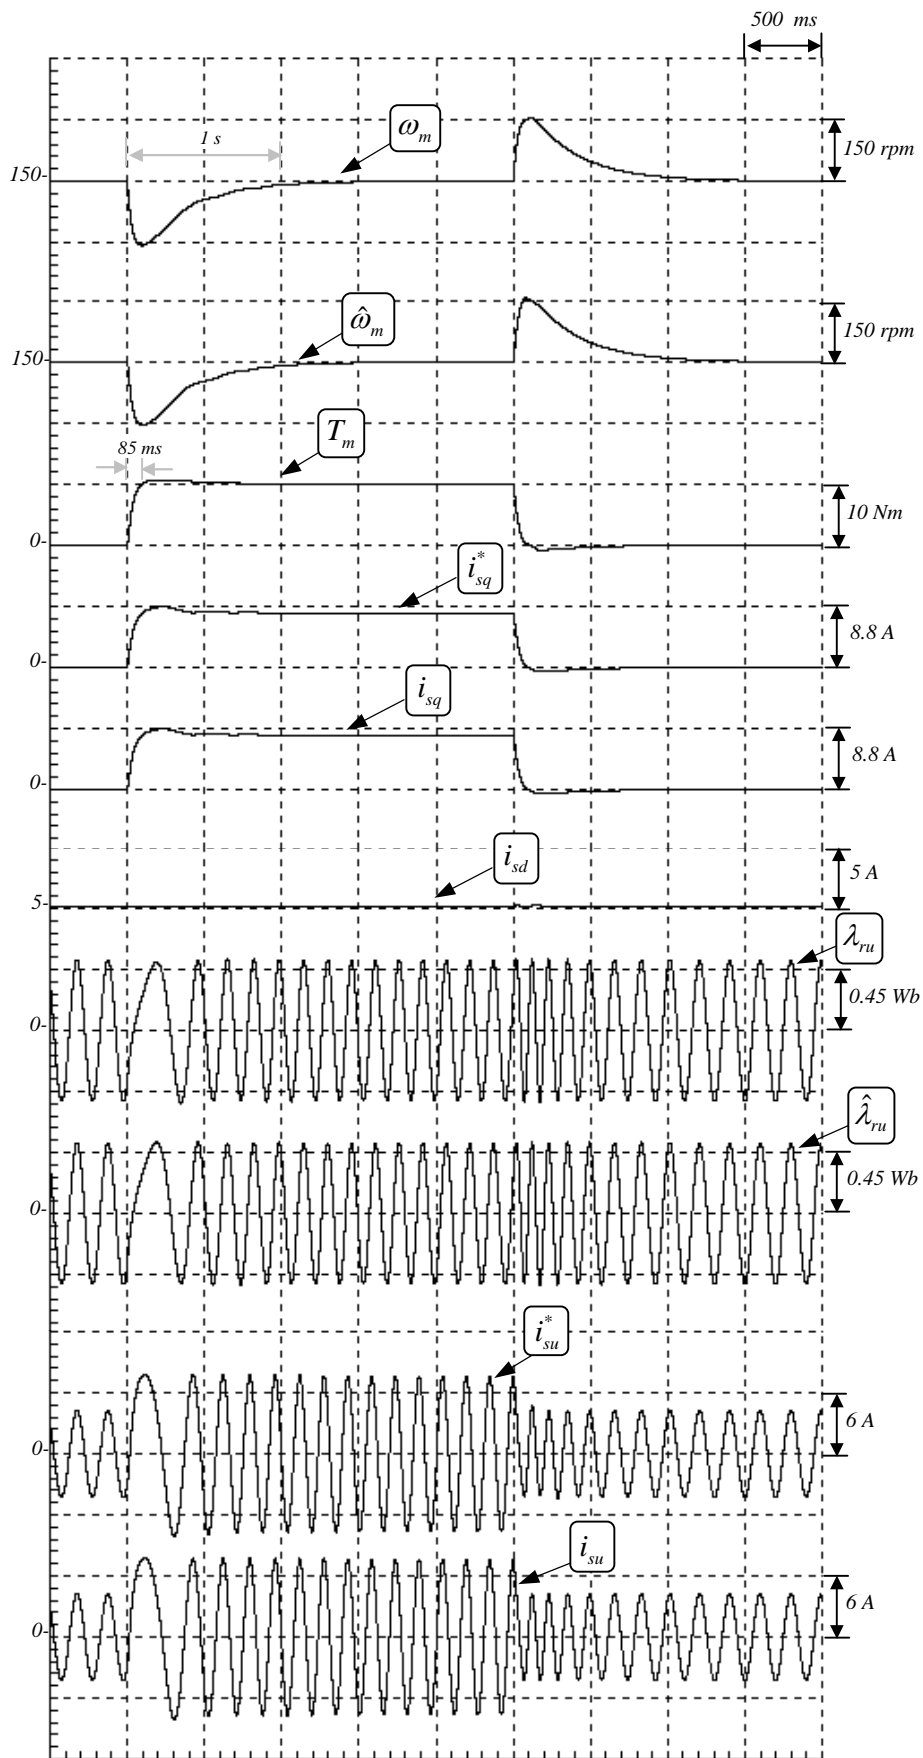 500 ms
1 s
ω_m
150-
150 rpm
ω̂_m
150-
150 rpm
T_m
85 ms
0-
10 Nm
i*_sq
0-
8.8 A
i_sq
0-
8.8 A
i_sd
5-
5 A
λ_ru
0-
0.45 Wb
λ̂_ru
0-
0.45 Wb
i*_su
0-
6 A
i_su
0-
6 A